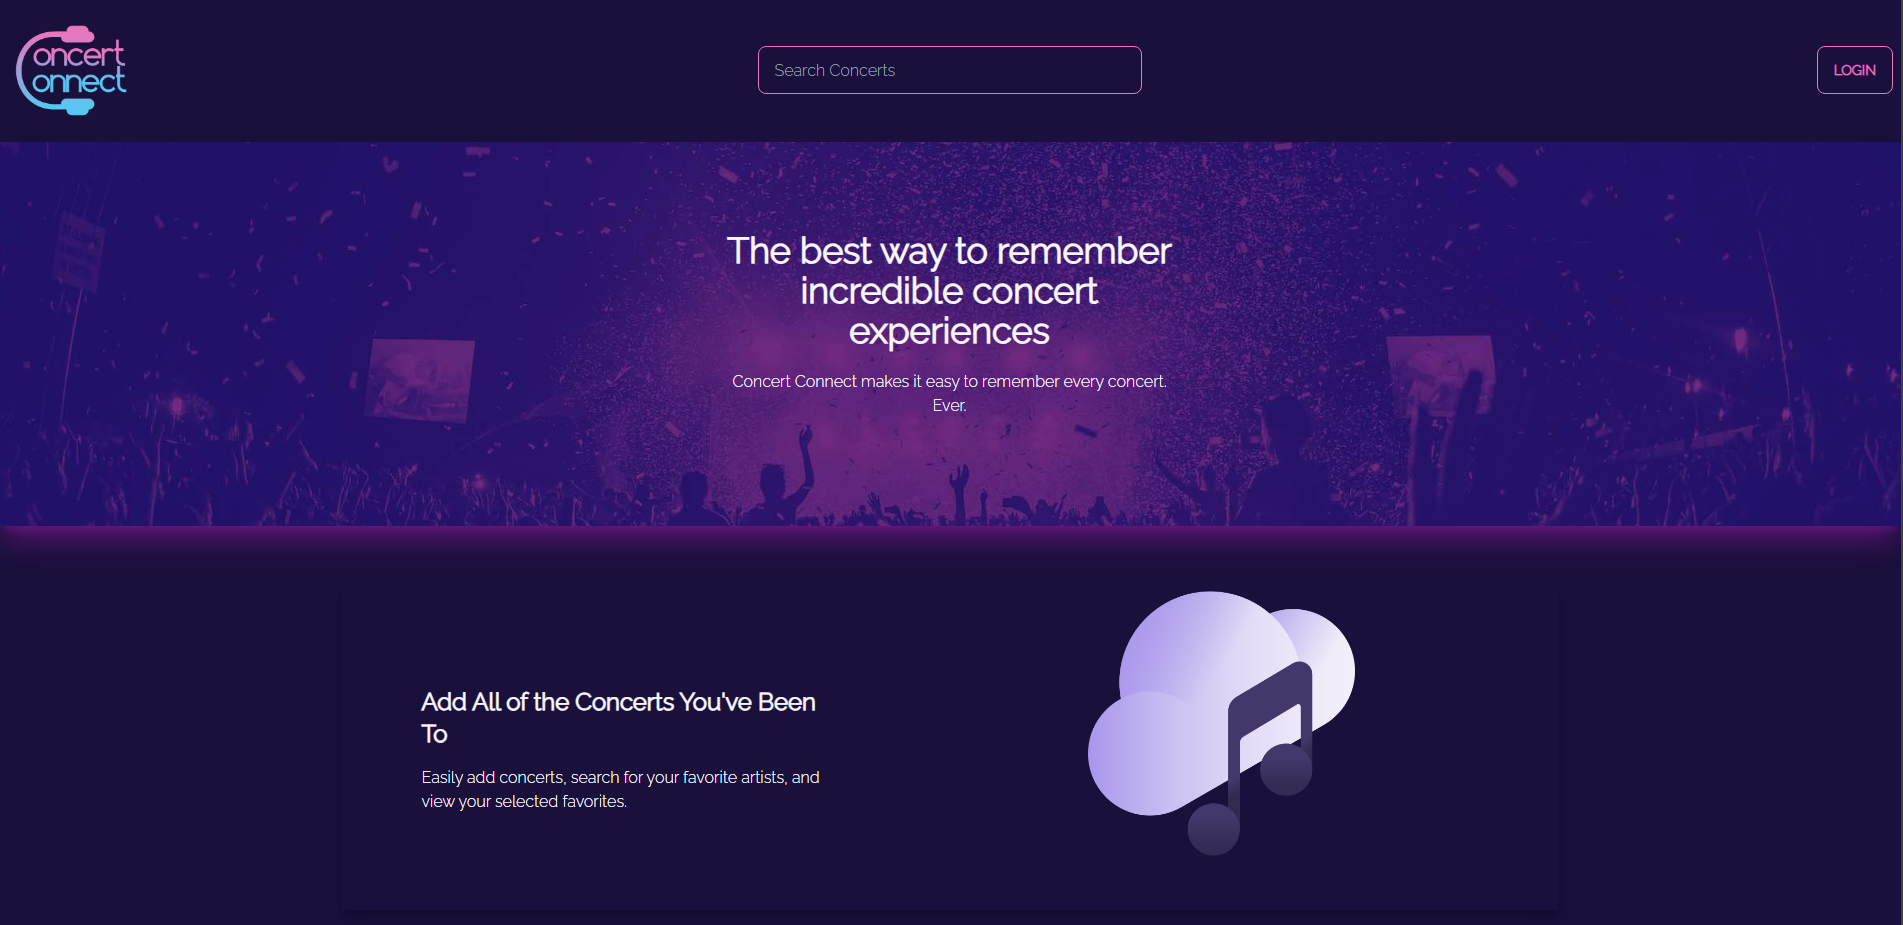 oncert
onnect
Search Concerts
LOGIN
The best way to remember
incredible concert
experiences
Concert Connect makes it easy to remember every concert.
Ever.
Add All of the Concerts You've Been
To
Easily add concerts, search for your favorite artists, and
view your selected favorites.